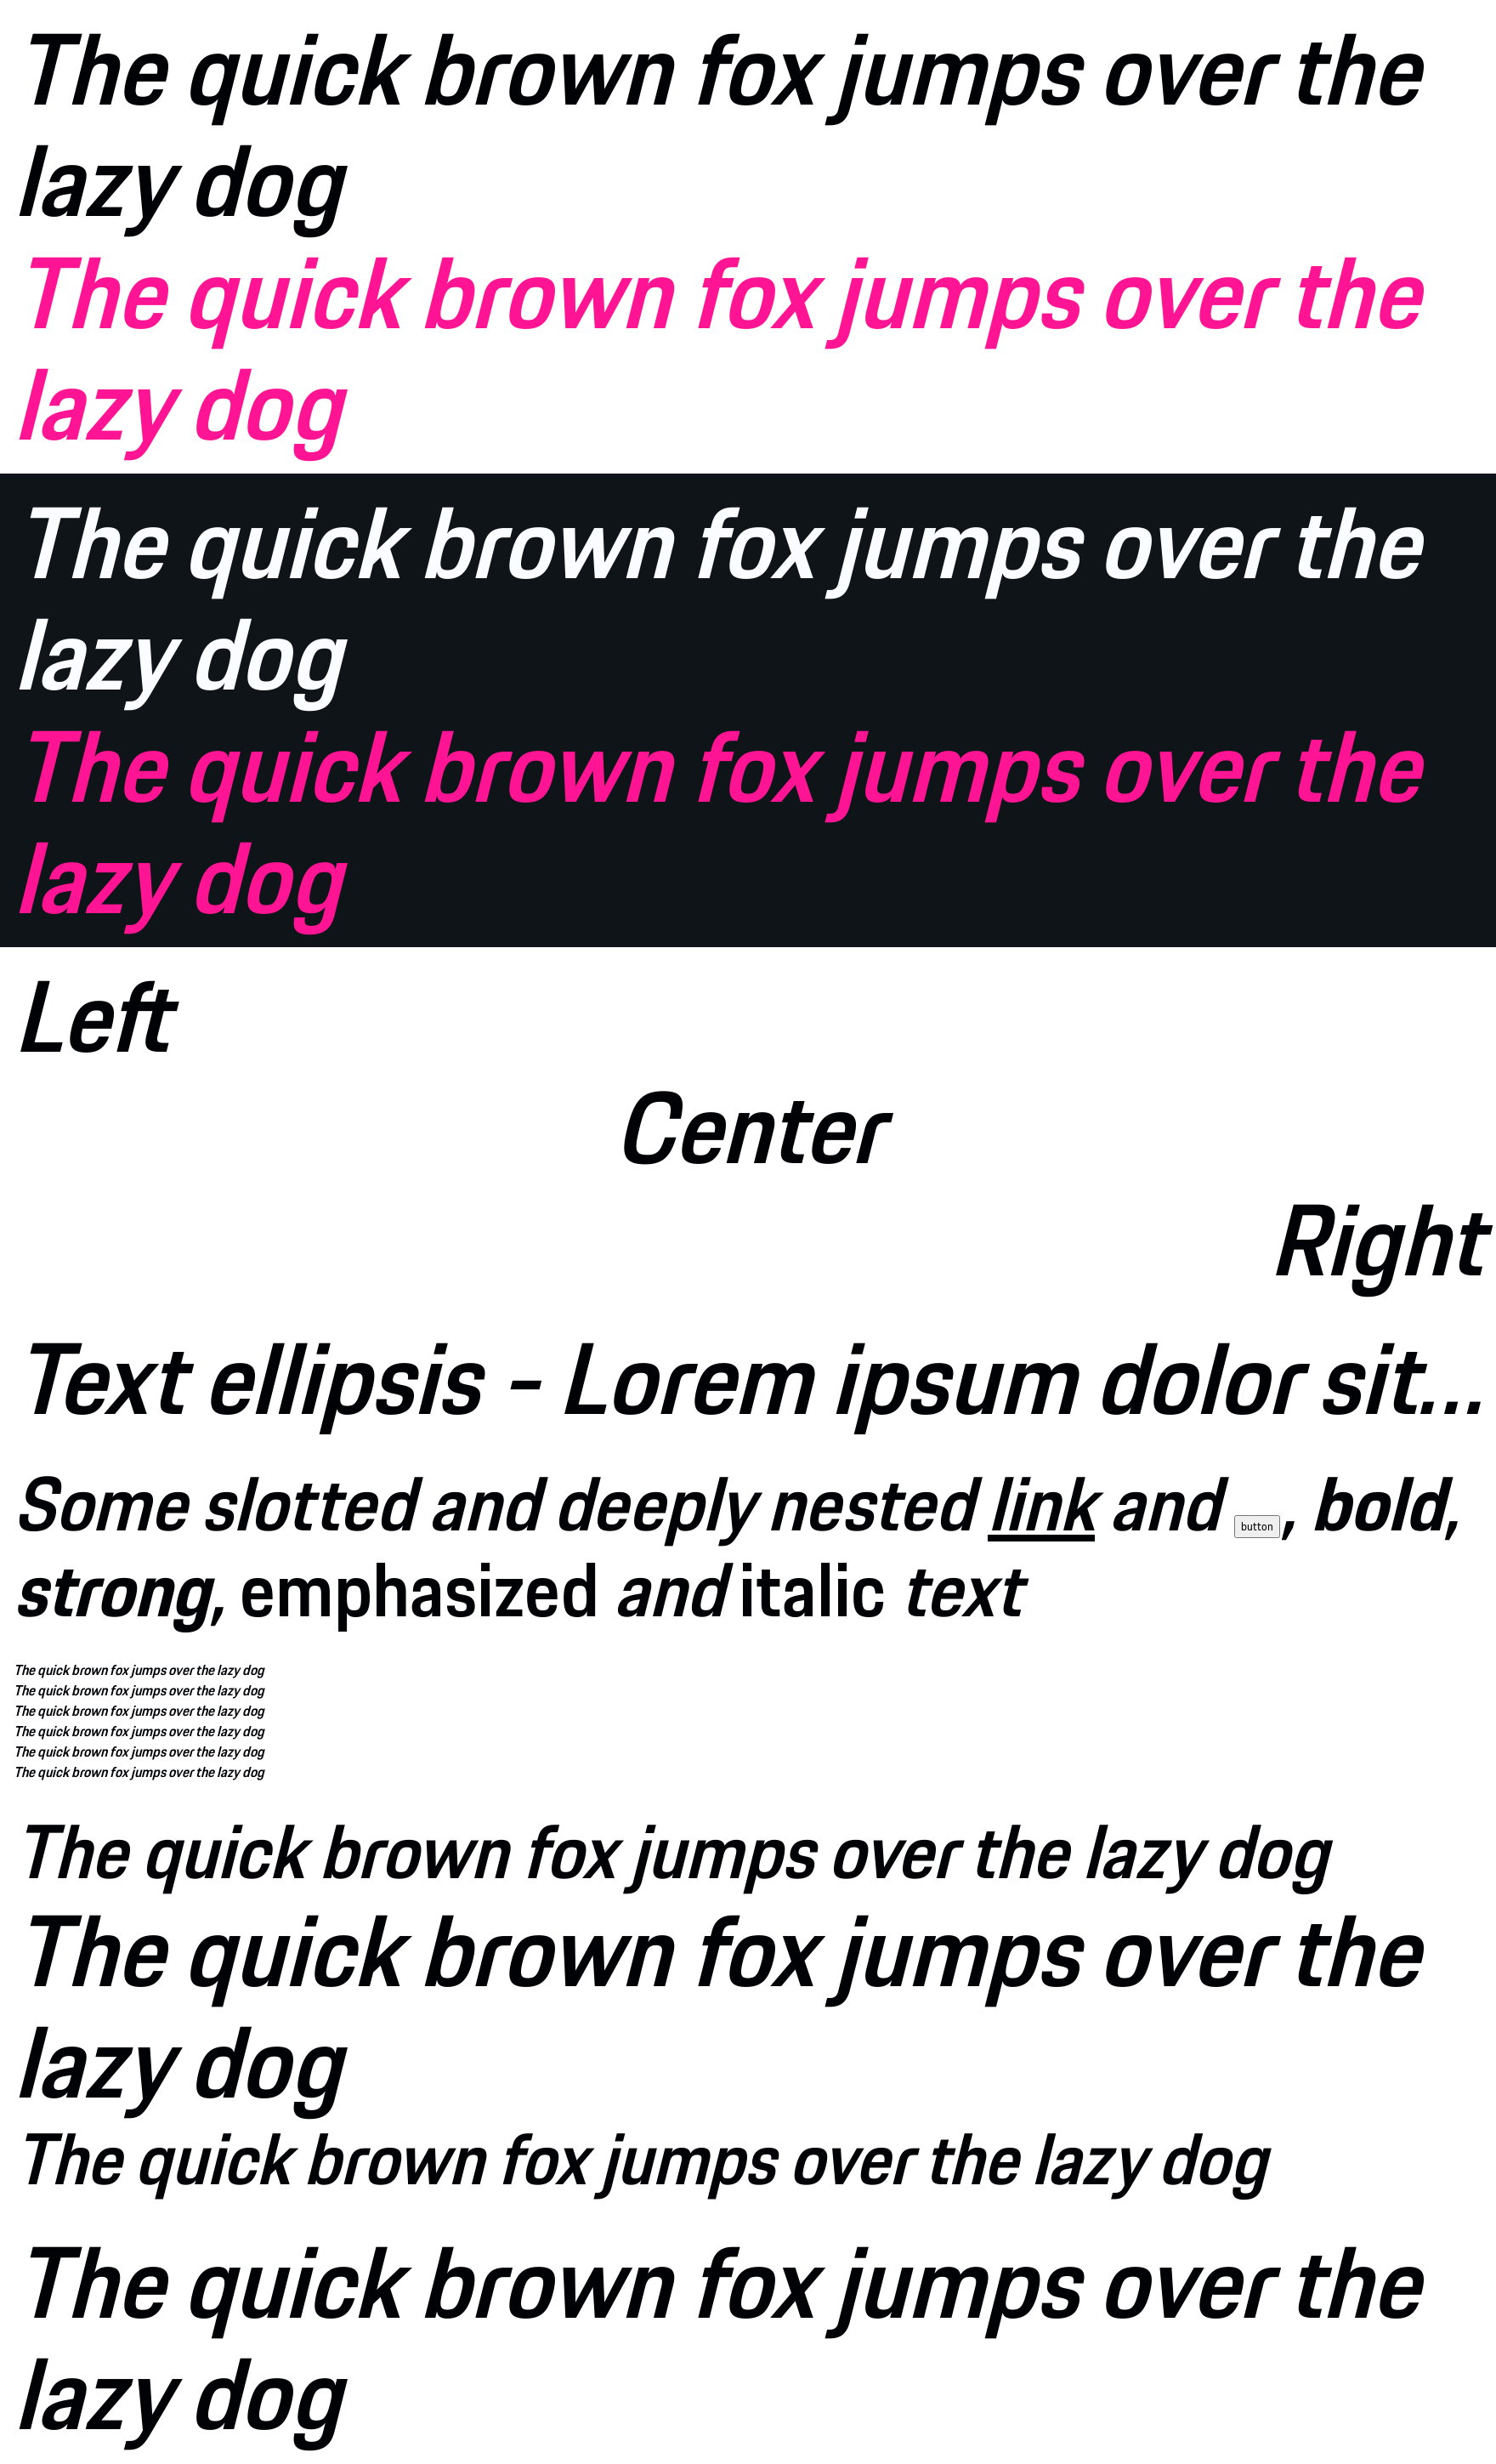 The quick brown fox jumps over the
lazy dog
The quick brown fox jumps over the
lazy dog
The quick brown fox jumps over the
lazy dog
The quick brown fox jumps over the
lazy dog
Left
Center
Right
Text ellipsis - Lorem ipsum dolor sit...
Some slotted and deeply nested link and button, bold,
strong, emphasized and italic text
The quick brown fox jumps over the lazy dog
The quick brown fox jumps over the lazy dog
The quick brown fox jumps over the lazy dog
The quick brown fox jumps over the lazy dog
The quick brown fox jumps over the lazy dog
The quick brown fox jumps over the lazy dog
The quick brown fox jumps over the lazy dog
The quick brown fox jumps over the
lazy dog
The quick brown fox jumps over the lazy dog
The quick brown fox jumps over the
lazy dog